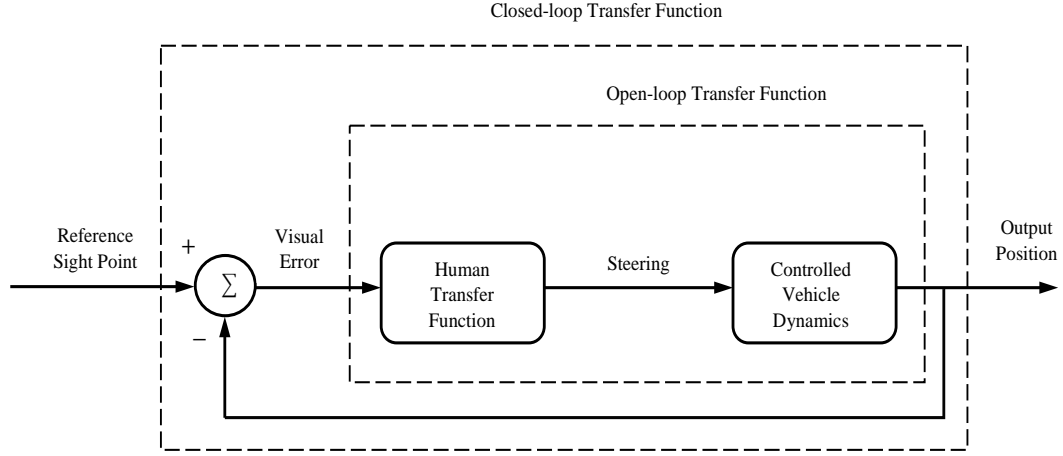 Closed-loop Transfer Function
Open-loop Transfer Function
Reference
Sight Point
+
Σ
−
Visual
Error
Human
Transfer
Function
Steering
Controlled
Vehicle
Dynamics
Output
Position